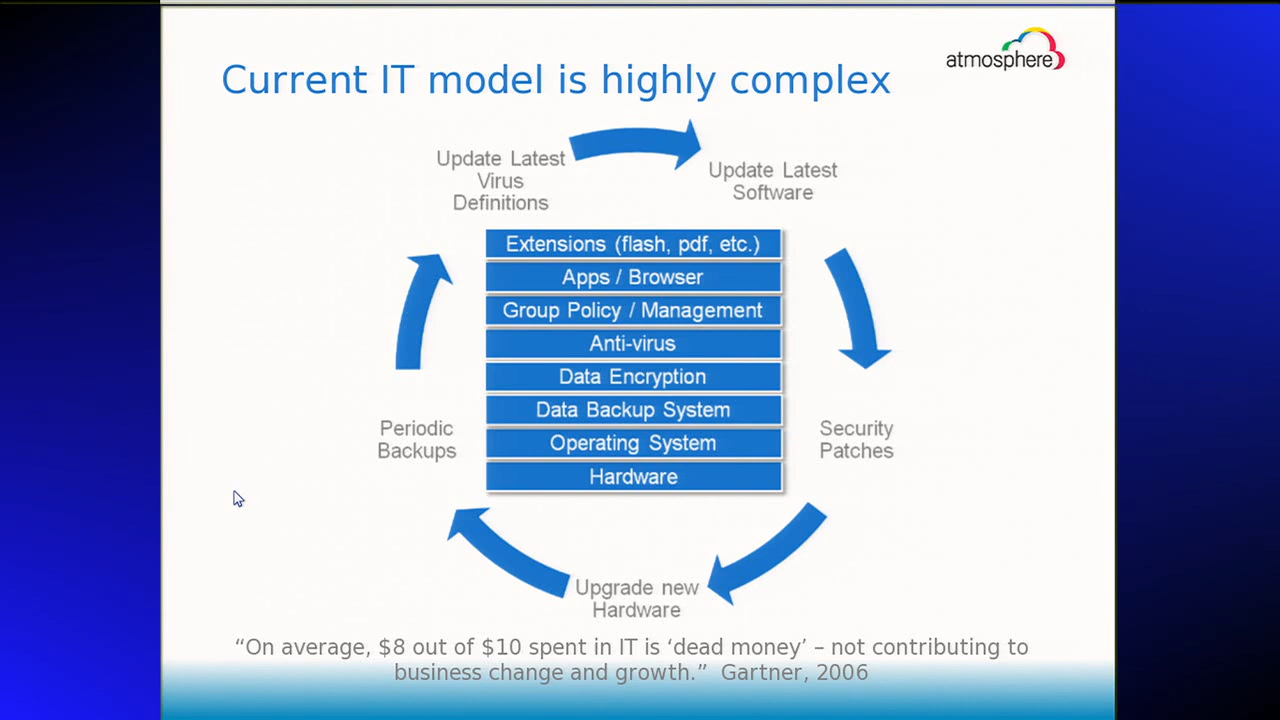 atmosphere
Current IT model is highly complex
Update Latest
Virus
Definitions
Update Latest
Software
Extensions (flash, pdf, etc.)
Apps / Browser
Group Policy / Management
Anti-virus
Data Encryption
Data Backup System
Operating System
Hardware
Periodic
Backups
Security
Patches
Upgrade new
Hardware
“On average, $8 out of $10 spent in IT is ‘dead money’ – not contributing to
business change and growth.” Gartner, 2006